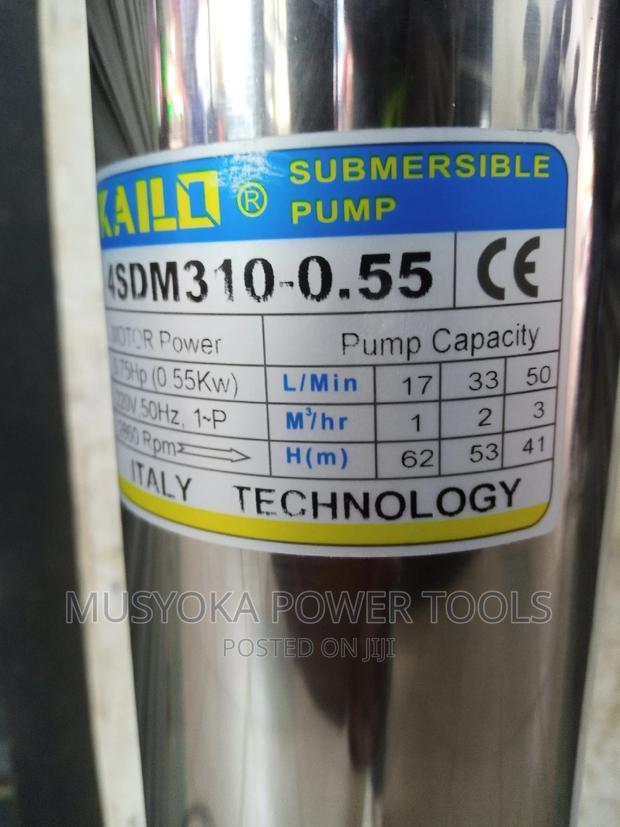 KAILO ® SUBMERSIBLE
PUMP
4SDM310-0.55 CE
MOTOR Power Pump Capacity
0.75Hp (0.55Kw) L/Min 17 33 50
220V,50Hz, 1~P M³/hr 1 2 3
2860 Rpm H(m) 62 53 41
ITALY TECHNOLOGY
MUSYOKA POWER TOOLS
POSTED ON JIJI